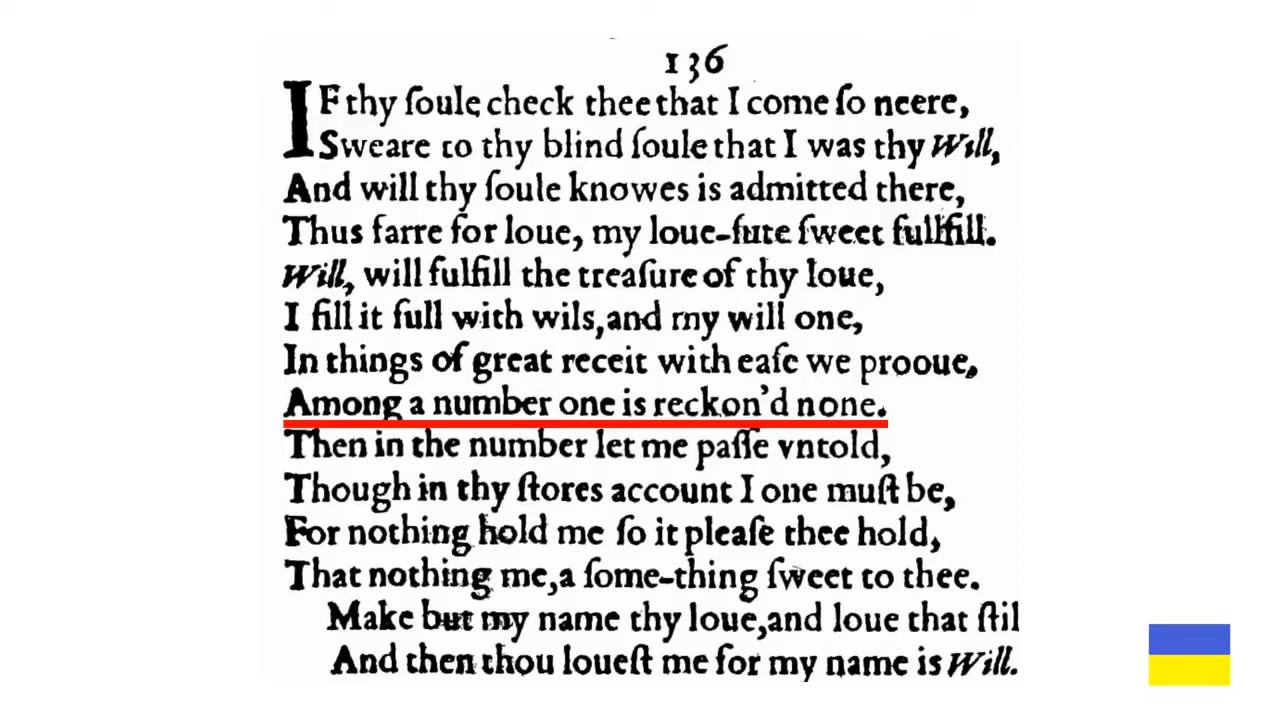 136
IF thy ſoule check thee that I come ſo neere,
Sweare to thy blind ſoule that I was thy Will,
And will thy ſoule knowes is admitted there,
Thus farre for loue, my loue-ſute ſweet fullfill.
Will, will fulfill the treaſure of thy loue,
I fill it full with wils,and my will one,
In things of great receit with eaſe we prooue,
Among a number one is reckon'd none.
Then in the number let me paſſe vntold,
Though in thy ſtores account I one muſt be,
For nothing hold me ſo it pleaſe thee hold,
That nothing me,a ſome-thing ſweet to thee.
Make but my name thy loue,and loue that ſtil
And then thou loueſt me for my name is Will.